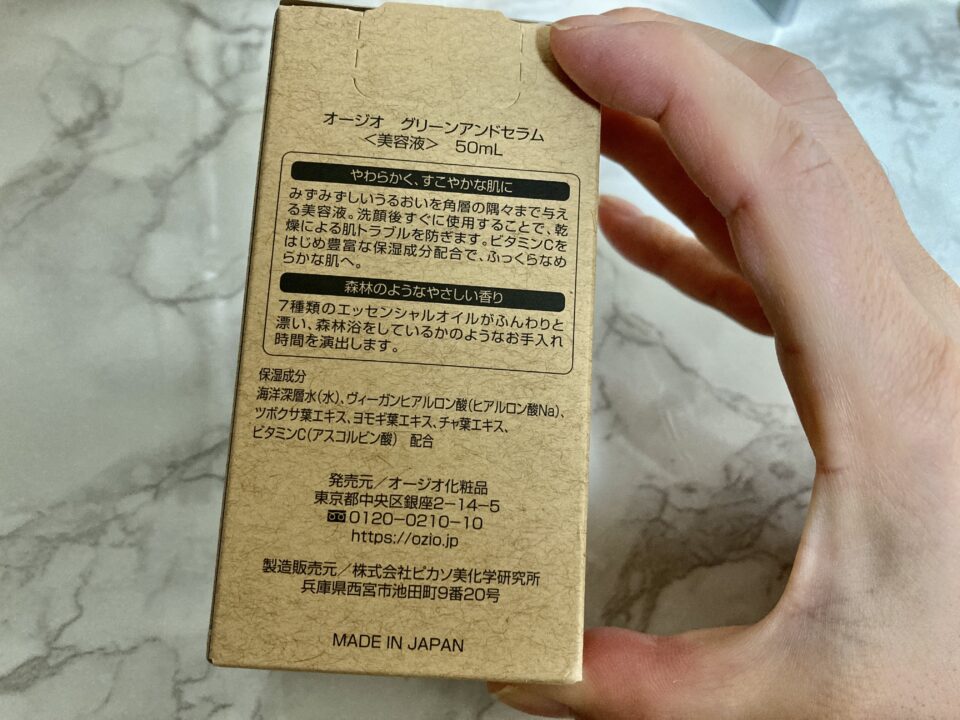 オージオ　グリーンアンドセラム
＜美容液＞　50mL
やわらかく、すこやかな肌に
みずみずしいうるおいを角層の隅々まで与え
る美容液。洗顔後すぐに使用することで、乾
燥による肌トラブルを防ぎます。ビタミンCを
はじめ豊富な保湿成分配合で、ふっくらなめ
らかな肌へ。
森林のようなやさしい香り
7種類のエッセンシャルオイルがふんわりと
漂い、森林浴をしているかのようなお手入れ
時間を演出します。
保湿成分
海洋深層水（水）、ヴィーガンヒアルロン酸（ヒアルロン酸Na）、
ツボクサ葉エキス、ヨモギ葉エキス、チャ葉エキス、
ビタミンC（アスコルビン酸）　配合
発売元／オージオ化粧品
東京都中央区銀座2－14－5
0120－0210－10
https://ozio.jp
製造販売元／株式会社ピカソ美化学研究所
兵庫県西宮市池田町9番20号
MADE IN JAPAN